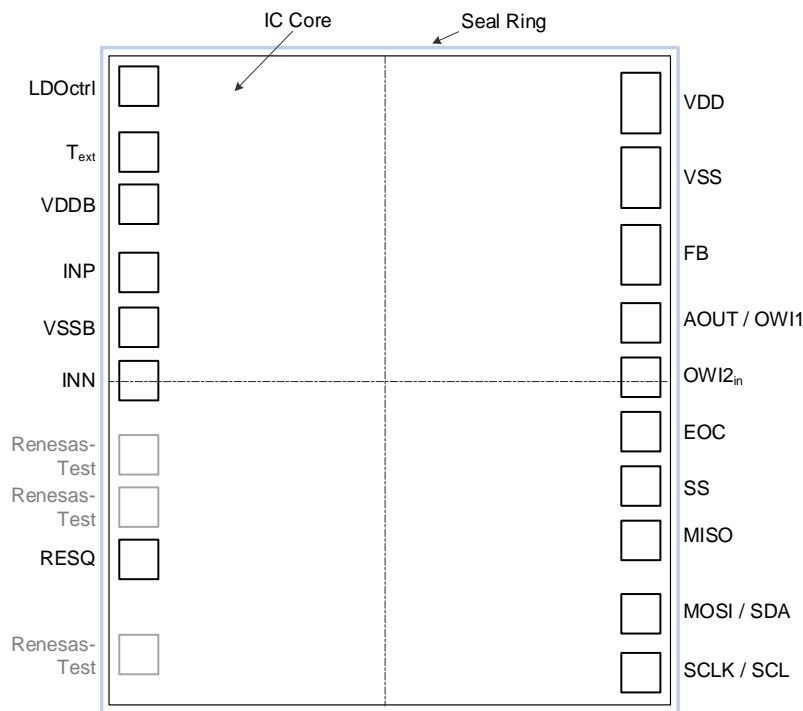 IC Core
Seal Ring
LDOctrl
Text
VDDB
INP
VSSB
INN
Renesas-
Test
Renesas-
Test
RESQ
Renesas-
Test
VDD
VSS
FB
AOUT / OWI1
OWI2in
EOC
SS
MISO
MOSI / SDA
SCLK / SCL